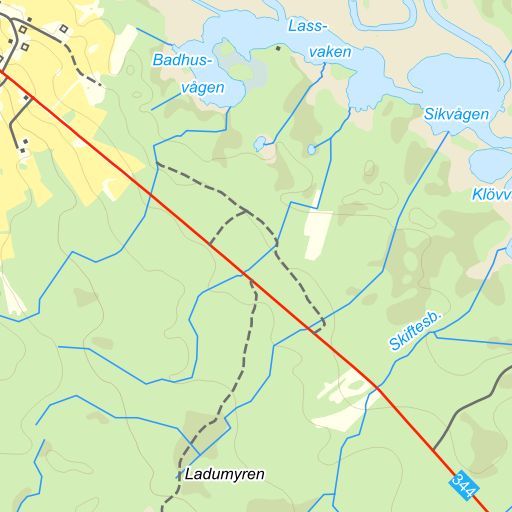 Lass-
vaken
Badhus-
vågen
Sikvågen
Klövv
Skiftesb.
Ladumyren
344